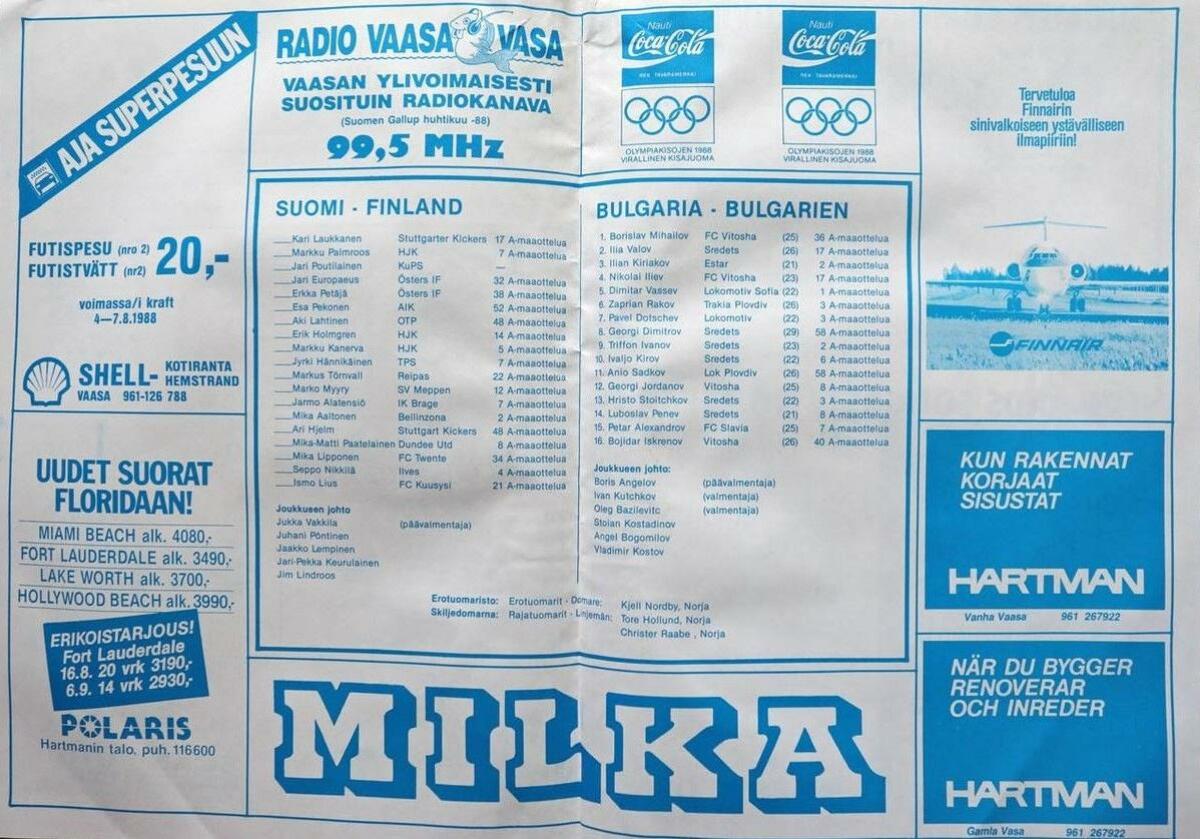 AJA SUPERPESUUN
FUTISPESU (nro 2) 20,-
FUTISTVÄTT (nr2)
voimassa/i kraft
4—7.8.1988
SHELL- KOTIRANTA
HEMSTRAND
VAASA 961-126 788
UUDET SUORAT
FLORIDAAN!
MIAMI BEACH alk. 4080,-
FORT LAUDERDALE alk. 3490,-
LAKE WORTH alk. 3700,-
HOLLYWOOD BEACH alk. 3990,-
ERIKOISTARJOUS!
Fort Lauderdale
16.8. 20 vrk 3190,-
6.9. 14 vrk 2930,-
POLARIS
Hartmanin talo, puh. 116600
RADIO VAASA VASA
VAASAN YLIVOIMAISESTI
SUOSITUIN RADIOKANAVA
(Suomen Gallup huhtikuu -88)
99,5 MHz
Nauti
Coca-Cola
REK TAVARAMERKKI
OLYMPIAKISOJEN 1988
VIRALLINEN KISAJUOMA
Nauti
Coca-Cola
REK TAVARAMERKKI
OLYMPIAKISOJEN 1988
VIRALLINEN KISAJUOMA
SUOMI - FINLAND
Kari Laukkanen Stuttgarter Kickers 17 A-maaottelua
Markku Palmroos HJK 7 A-maaottelua
Jari Poutilainen KuPS —
Jari Europaeus Östers IF 32 A-maaottelua
Erkka Petäjä Östers IF 38 A-maaottelua
Esa Pekonen AIK 52 A-maaottelua
Aki Lahtinen OTP 48 A-maaottelua
Erik Holmgren HJK 14 A-maaottelua
Markku Kanerva HJK 5 A-maaottelua
Jyrki Hännikäinen TPS 7 A-maaottelua
Markus Törnvall Reipas 22 A-maaottelua
Marko Myyry SV Meppen 12 A-maaottelua
Jarmo Alatensiö IK Brage 7 A-maaottelua
Mika Aaltonen Bellinzona 2 A-maaottelua
Ari Hjelm Stuttgart Kickers 48 A-maaottelua
Mika-Matti Paatelainen Dundee Utd 8 A-maaottelua
Mika Lipponen FC Twente 34 A-maaottelua
Seppo Nikkilä Ilves 4 A-maaottelua
Ismo Lius FC Kuusysi 21 A-maaottelua
Joukkueen johto
Jukka Vakkila (päävalmentaja)
Juhani Pöntinen
Jaakko Lempinen
Jari-Pekka Keurulainen
Jim Lindroos
BULGARIA - BULGARIEN
1. Borislav Mihailov FC Vitosha (25) 36 A-maaottelua
2. Ilia Valov Sredets (26) 17 A-maaottelua
3. Ilian Kiriakov Estar (21) 2 A-maaottelua
4. Nikolai Iliev FC Vitosha (23) 17 A-maaottelua
5. Dimitar Vassev Lokomotiv Sofia (22) 1 A-maaottelua
6. Zaprian Rakov Trakia Plovdiv (26) 3 A-maaottelua
7. Pavel Dotschev Lokomotiv (22) 3 A-maaottelua
8. Georgi Dimitrov Sredets (29) 58 A-maaottelua
9. Triffon Ivanov Sredets (23) 2 A-maaottelua
10. Ivaljo Kirov Sredets (22) 6 A-maaottelua
11. Anio Sadkov Lok Plovdiv (26) 58 A-maaottelua
12. Georgi Jordanov Vitosha (25) 8 A-maaottelua
13. Hristo Stoitchkov Sredets (22) 3 A-maaottelua
14. Luboslav Penev Sredets (21) 8 A-maaottelua
15. Petar Alexandrov FC Slavia (25) 7 A-maaottelua
16. Bojidar Iskrenov Vitosha (26) 40 A-maaottelua
Joukkueen johto:
Boris Angelov (päävalmentaja)
Ivan Kutchkov (valmentaja)
Oleg Bazilevitc (valmentaja)
Stoian Kostadinov
Angel Bogomilov
Vladimir Kostov
Erotuomaristo: Erotuomarit - Domare: Kjell Nordby, Norja
Skiljedomarna: Rajatuomarit - Linjemän: Tore Hollund, Norja
Christer Raabe , Norja
MILKA
Tervetuloa
Finnairin
sinivalkoiseen ystävälliseen
ilmapiiriin!
FINNAIR
KUN RAKENNAT
KORJAAT
SISUSTAT
HARTMAN
Vanha Vaasa 961 267922
NÄR DU BYGGER
RENOVERAR
OCH INREDER
HARTMAN
Gamla Vasa 961 267922